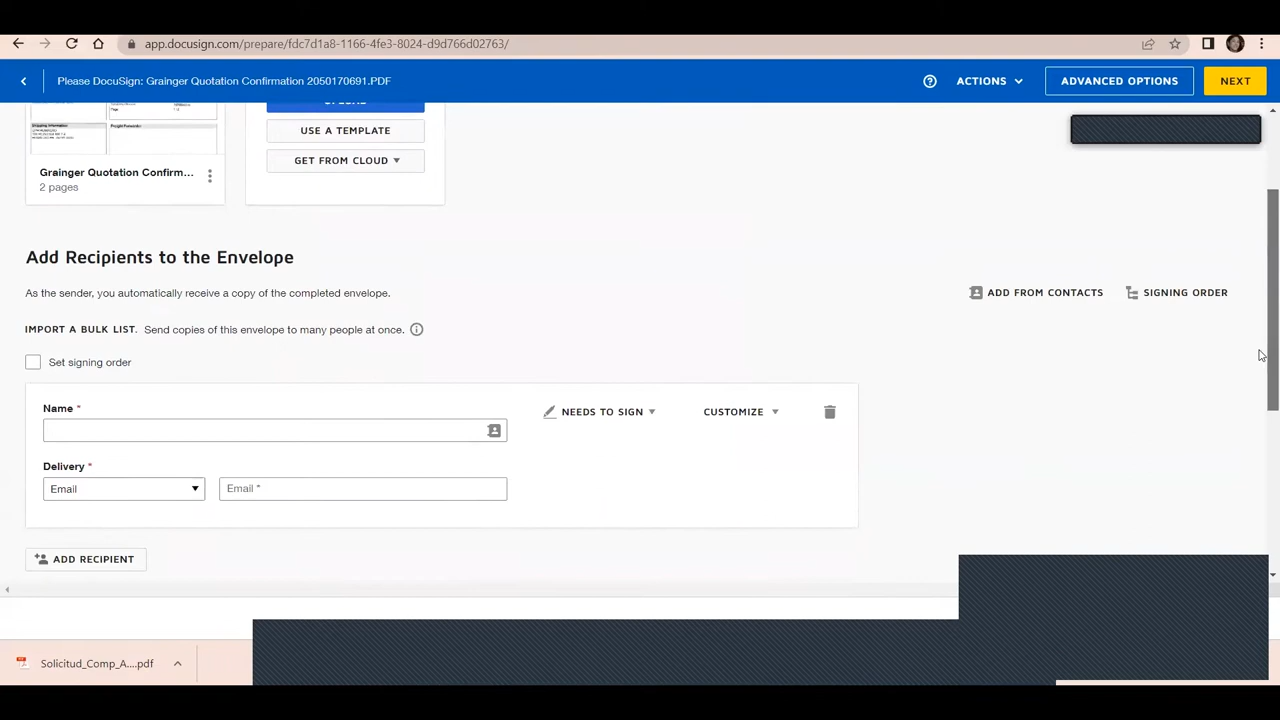 app.docusign.com/prepare/fdc7d1a8-1166-4fe3-8024-d9d766d02763/
Please DocuSign: Grainger Quotation Confirmation 2050170691.PDF
ACTIONS
ADVANCED OPTIONS
NEXT
UPLOAD
USE A TEMPLATE
GET FROM CLOUD
Grainger Quotation Confirm...
2 pages
Add Recipients to the Envelope
As the sender, you automatically receive a copy of the completed envelope.
ADD FROM CONTACTS
SIGNING ORDER
IMPORT A BULK LIST. Send copies of this envelope to many people at once.
Set signing order
Name *
NEEDS TO SIGN
CUSTOMIZE
Delivery *
Email
Email *
ADD RECIPIENT
Solicitud_Comp_A....pdf